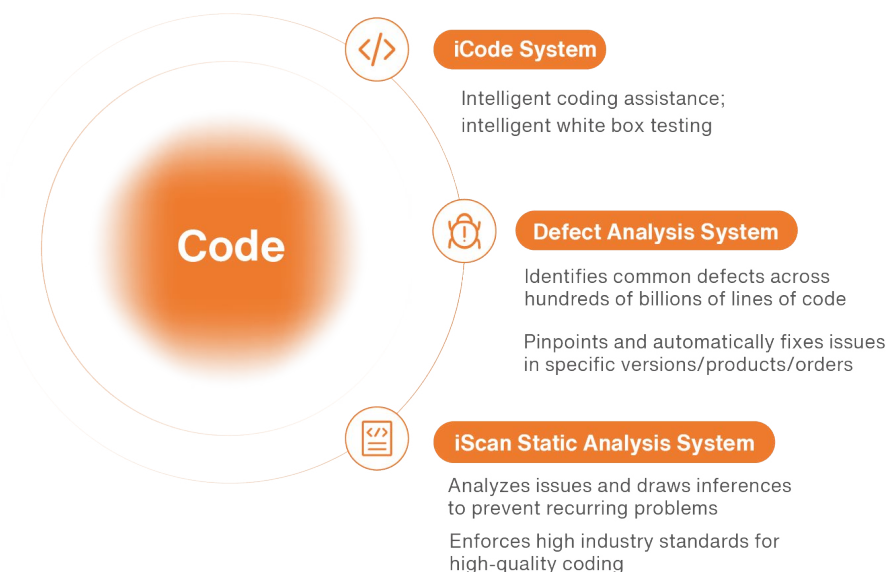 </>
iCode System
Intelligent coding assistance;
intelligent white box testing
Code
Defect Analysis System
Identifies common defects across
hundreds of billions of lines of code
Pinpoints and automatically fixes issues
in specific versions/products/orders
</>
iScan Static Analysis System
Analyzes issues and draws inferences
to prevent recurring problems
Enforces high industry standards for
high-quality coding